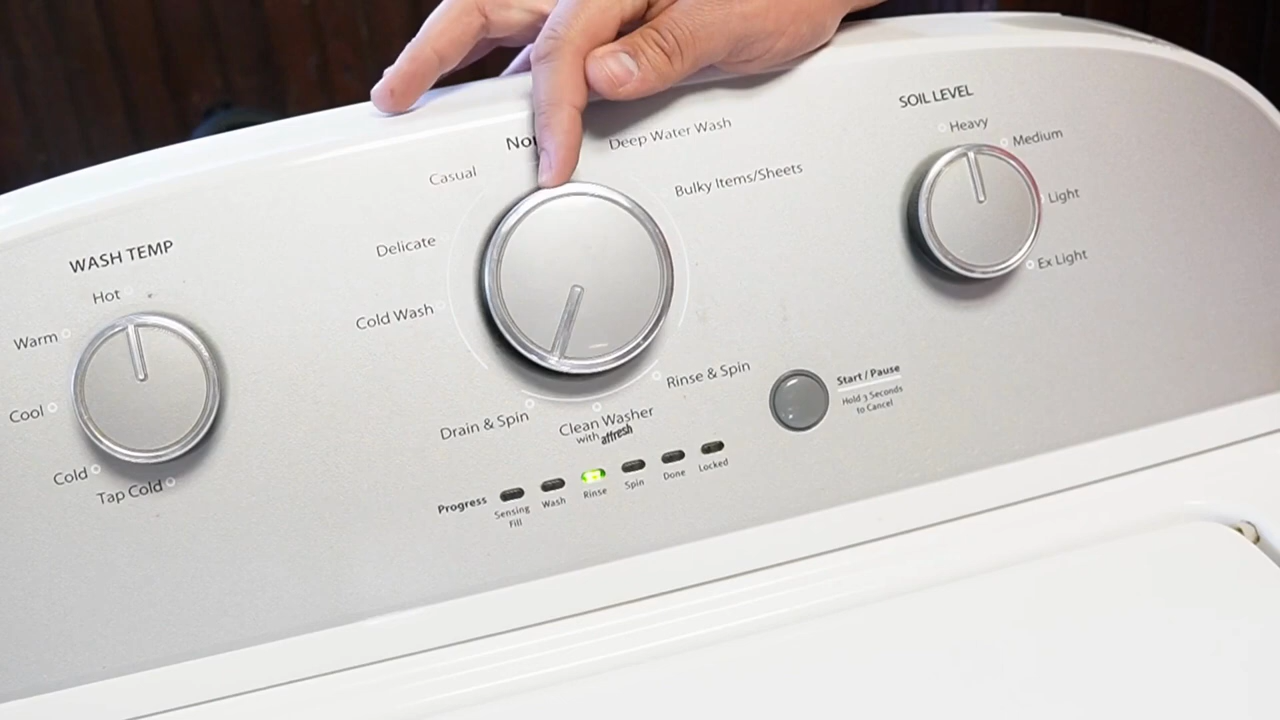 WASH TEMP
Hot
Warm
Cool
Cold
Tap Cold
Deep Water Wash
Casual
Bulky Items/Sheets
Delicate
Cold Wash
Rinse & Spin
Drain & Spin
Clean Washer
with affresh
Start / Pause
Hold 3 Seconds
to Cancel
Progress
Sensing
Fill
Wash
Rinse
Spin
Done
Locked
SOIL LEVEL
Heavy
Medium
Light
Ex Light